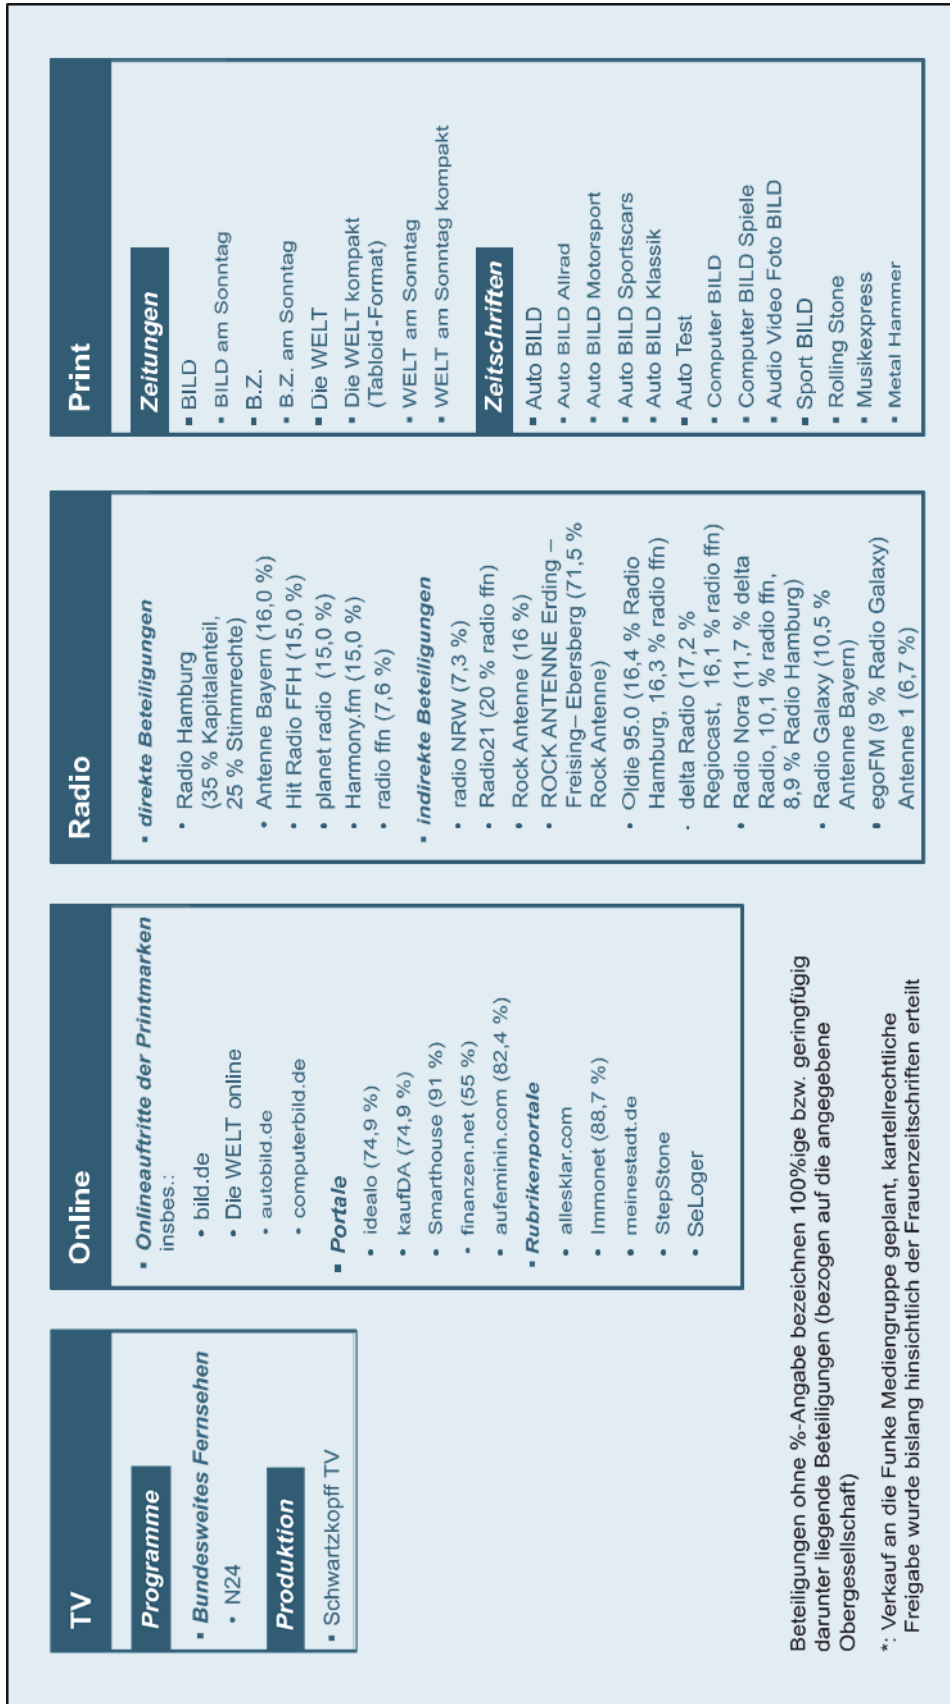 TV
Programme
▪ Bundesweites Fernsehen
• N24
Produktion
▪ Schwartzkopff TV
Online
▪ Onlineauftritte der Printmarken
insbes.:
• bild.de
• Die WELT online
• autobild.de
• computerbild.de
▪ Portale
• idealo (74,9 %)
• kaufDA (74,9 %)
• Smarthouse (91 %)
• finanzen.net (55 %)
• aufeminin.com (82,4 %)
▪ Rubrikenportale
• allesklar.com
• Immonet (88,7 %)
• meinestadt.de
• StepStone
• SeLoger
Radio
▪ direkte Beteiligungen
• Radio Hamburg
(35 % Kapitalanteil,
25 % Stimmrechte)
• Antenne Bayern (16,0 %)
• Hit Radio FFH (15,0 %)
• planet radio (15,0 %)
• Harmony.fm (15,0 %)
• radio ffn (7,6 %)
▪ indirekte Beteiligungen
• radio NRW (7,3 %)
• Radio21 (20 % radio ffn)
• Rock Antenne (16 %)
• ROCK ANTENNE Erding –
Freising– Ebersberg (71,5 %
Rock Antenne)
• Oldie 95.0 (16,4 % Radio
Hamburg, 16,3 % radio ffn)
• delta Radio (17,2 %
Regiocast, 16,1 % radio ffn)
• Radio Nora (11,7 % delta
Radio, 10,1 % radio ffn,
8,9 % Radio Hamburg)
• Radio Galaxy (10,5 %
Antenne Bayern)
• egoFM (9 % Radio Galaxy)
Antenne 1 (6,7 %)
Print
Zeitungen
▪ BILD
▪ BILD am Sonntag
▪ B.Z.
▪ B.Z. am Sonntag
▪ Die WELT
▪ Die WELT kompakt
(Tabloid-Format)
▪ WELT am Sonntag
▪ WELT am Sonntag kompakt
Zeitschriften
▪ Auto BILD
▪ Auto BILD Allrad
▪ Auto BILD Motorsport
▪ Auto BILD Sportscars
▪ Auto BILD Klassik
▪ Auto Test
▪ Computer BILD
▪ Computer BILD Spiele
▪ Audio Video Foto BILD
▪ Sport BILD
▪ Rolling Stone
▪ Musikexpress
▪ Metal Hammer
Beteiligungen ohne %-Angabe bezeichnen 100%ige bzw. geringfügig
darunter liegende Beteiligungen (bezogen auf die angegebene
Obergesellschaft)
*: Verkauf an die Funke Mediengruppe geplant, kartellrechtliche
Freigabe wurde bislang hinsichtlich der Frauenzeitschriften erteilt